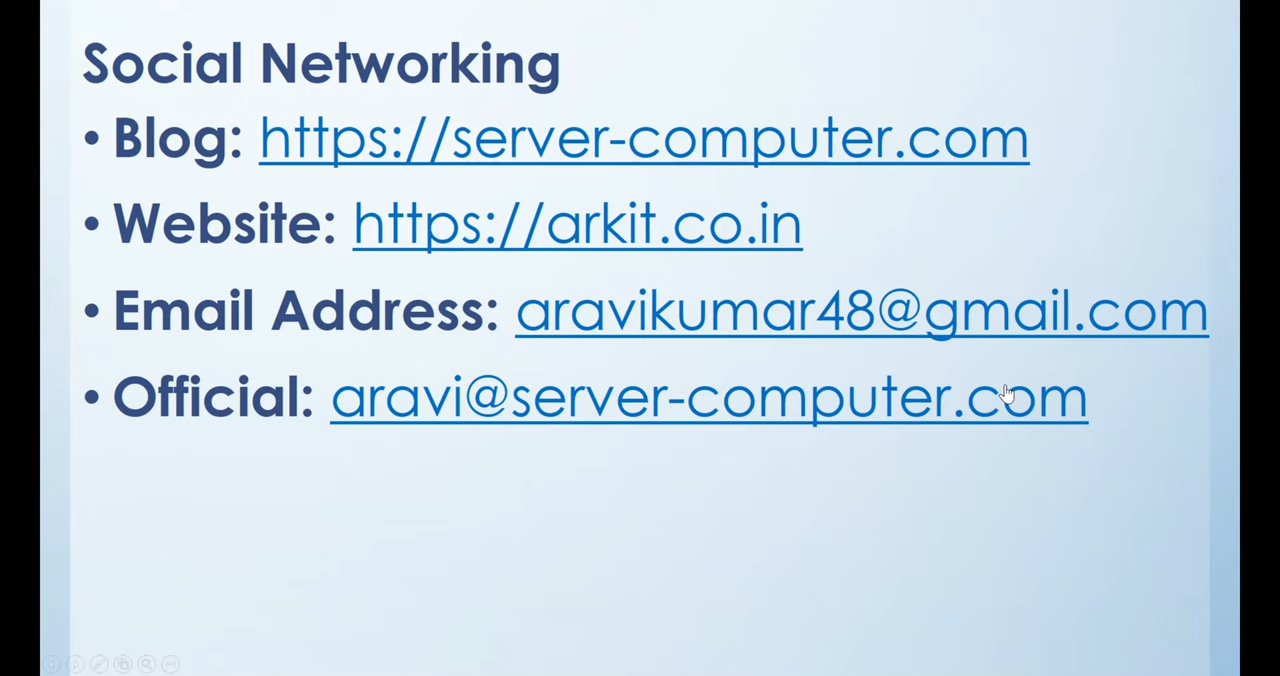 Social Networking
• Blog: https://server-computer.com
• Website: https://arkit.co.in
• Email Address: aravikumar48@gmail.com
• Official: aravi@server-computer.com